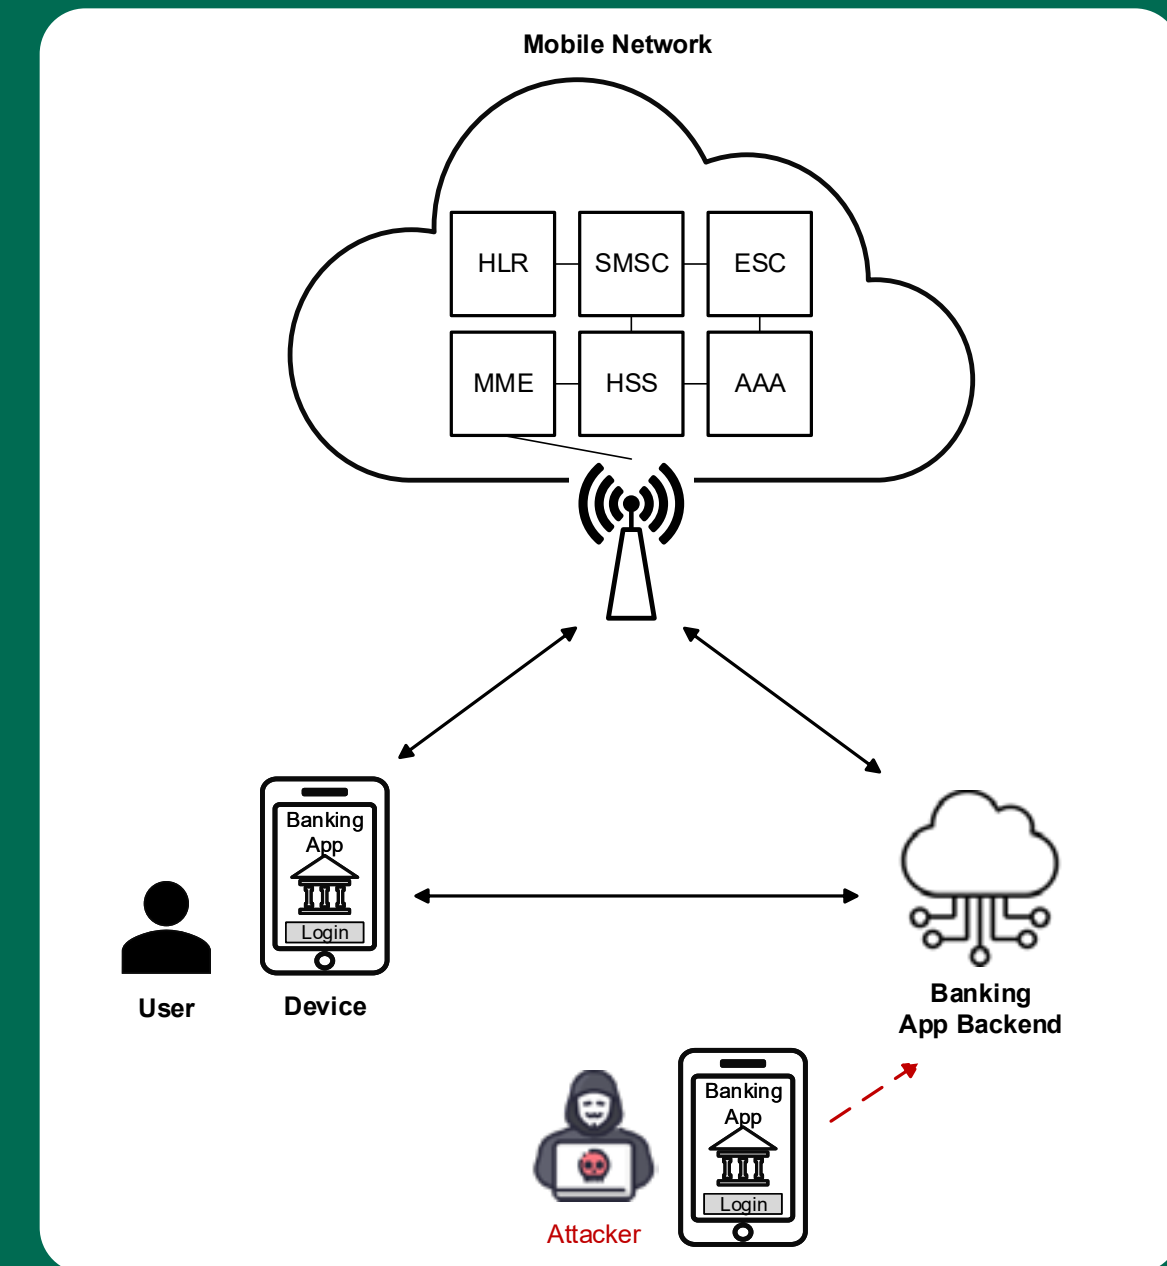 Mobile Network
HLR
SMSC
ESC
MME
HSS
AAA
Banking
App
Login
User
Device
Banking
App Backend
Banking
App
Login
Attacker